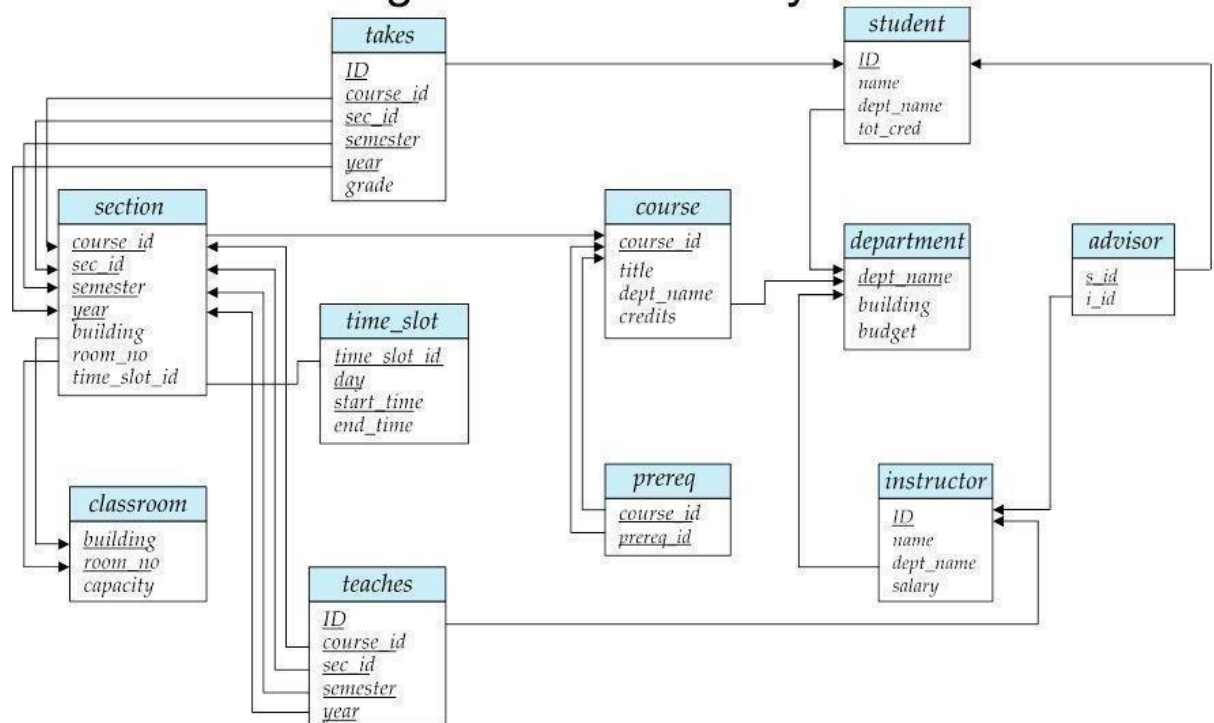 takes
ID
course_id
sec_id
semester
year
grade
student
ID
name
dept_name
tot_cred
section
course_id
sec_id
semester
year
building
room_no
time_slot_id
course
course_id
title
dept_name
credits
department
dept_name
building
budget
advisor
s_id
i_id
time_slot
time_slot_id
day
start_time
end_time
classroom
building
room_no
capacity
prereq
course_id
prereq_id
instructor
ID
name
dept_name
salary
teaches
ID
course_id
sec_id
semester
year